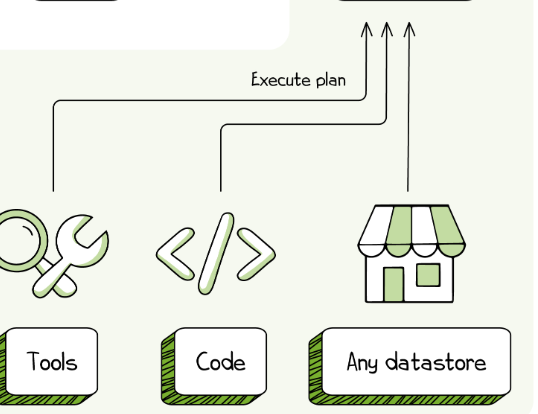 Execute plan
Tools
Code
Any datastore